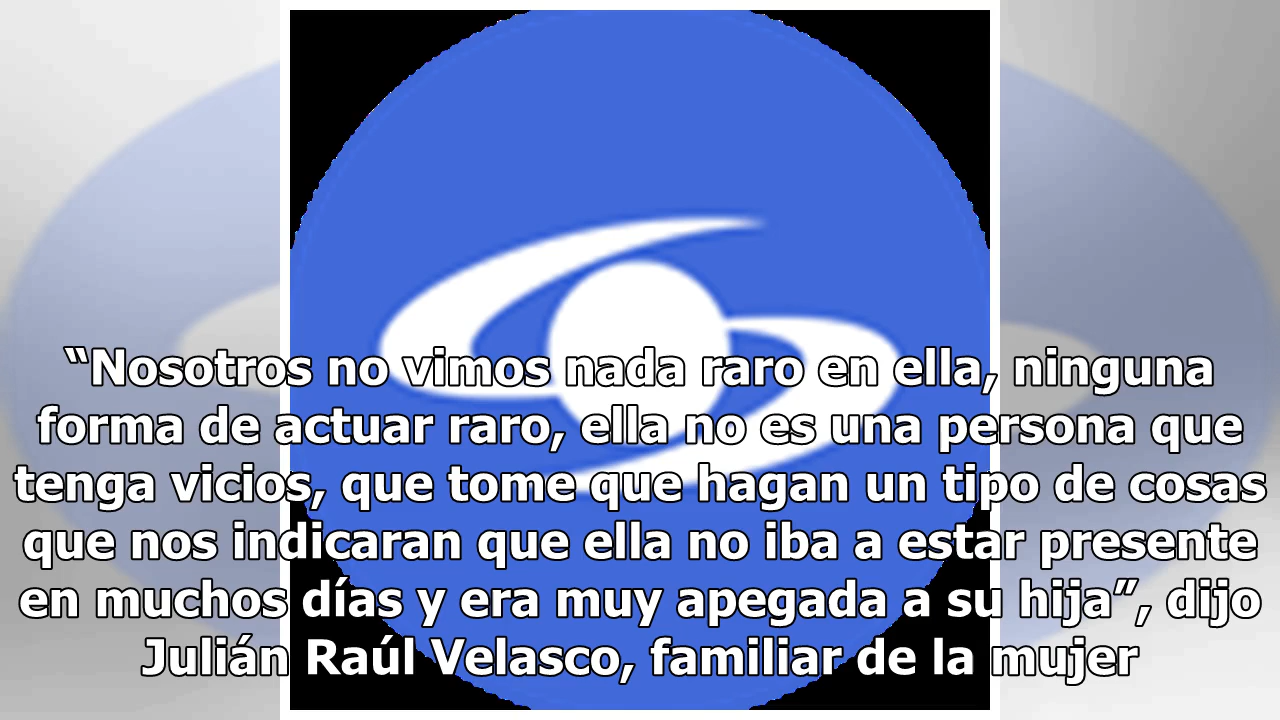 “Nosotros no vimos nada raro en ella, ninguna
forma de actuar raro, ella no es una persona que
tenga vicios, que tome que hagan un tipo de cosas
que nos indicaran que ella no iba a estar presente
en muchos días y era muy apegada a su hija”, dijo
Julián Raúl Velasco, familiar de la mujer